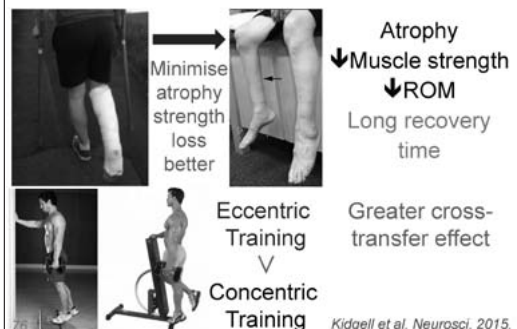 Minimise
atrophy
strength
loss
better
Atrophy
↓Muscle strength
↓ROM
Long recovery
time
Eccentric
Training
>
Concentric
Training
Greater cross-
transfer effect
76
Kidgell et al. Neurosci. 2015.